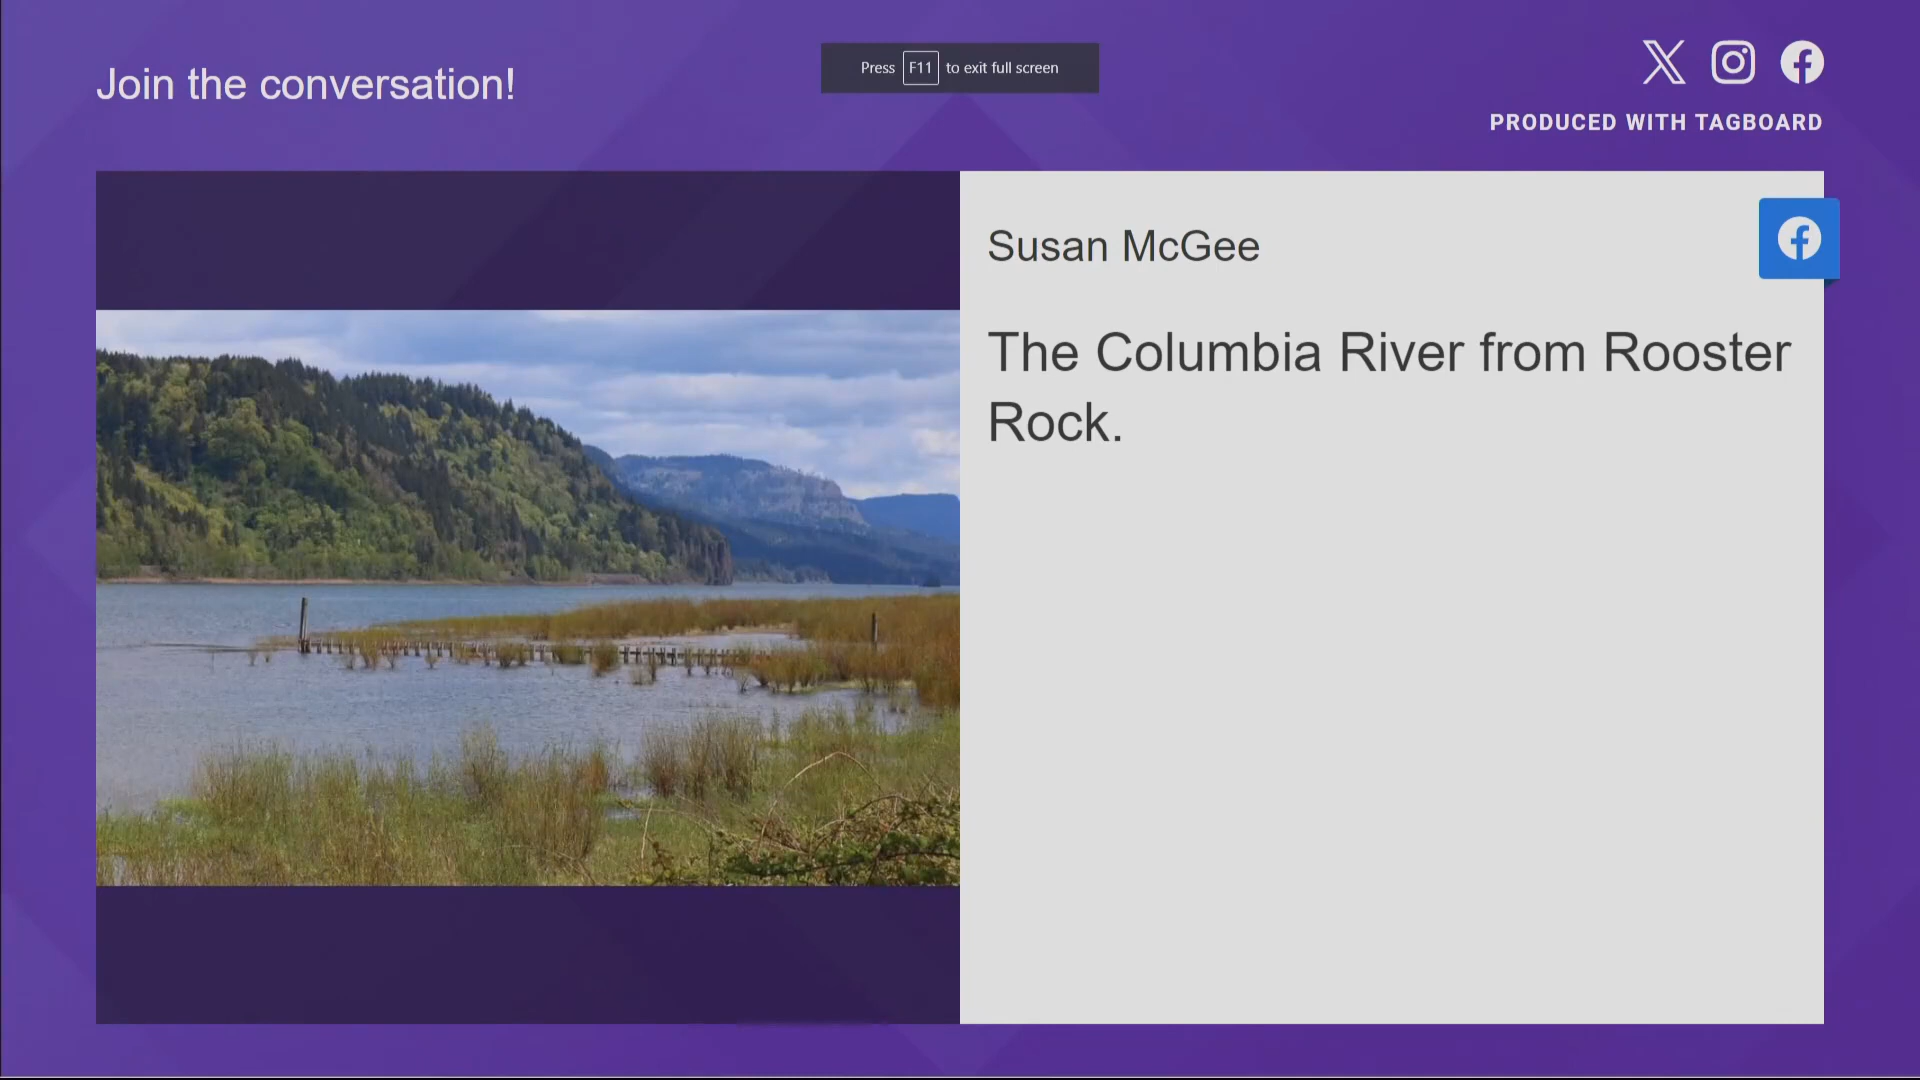 Join the conversation!
Press F11 to exit full screen
PRODUCED WITH TAGBOARD
Susan McGee
The Columbia River from Rooster
Rock.